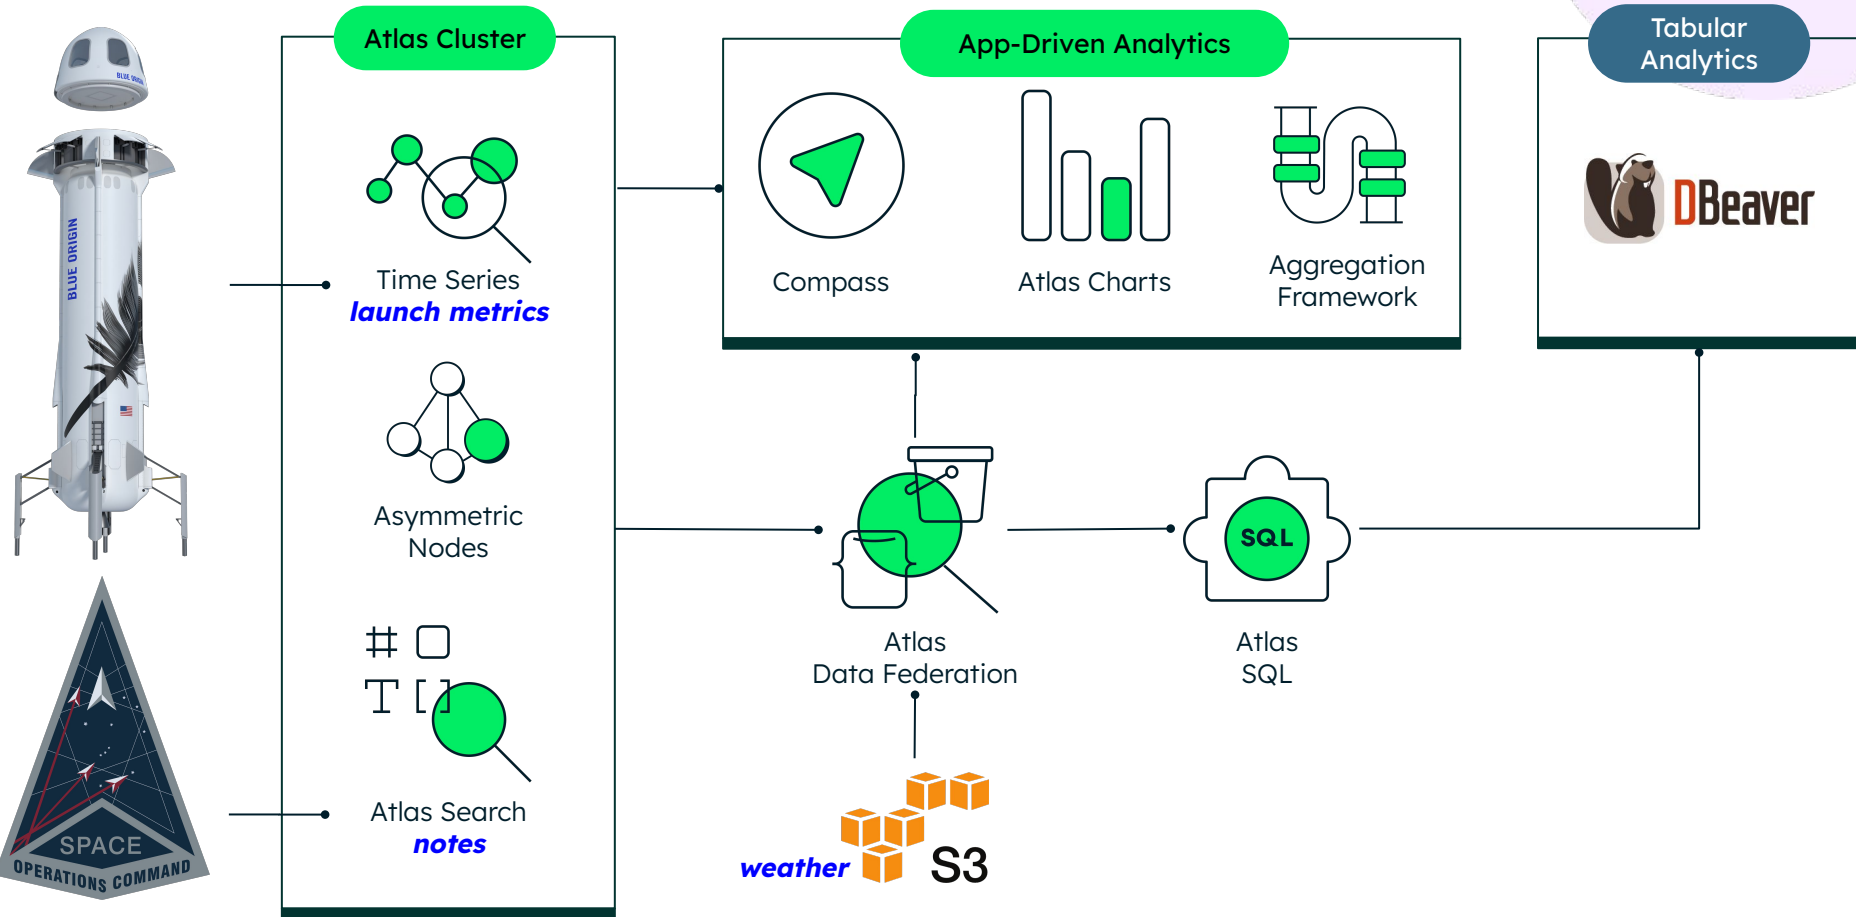 Atlas Cluster
App-Driven Analytics
Tabular
Analytics
BLUE ORIGIN
BLUE ORIGIN
Time Series
launch metrics
Compass
Atlas Charts
Aggregation
Framework
DBeaver
Asymmetric
Nodes
SQL
Atlas
Data Federation
Atlas
SQL
# T [ ]
Atlas Search
notes
weather
S3
SPACE
OPERATIONS COMMAND